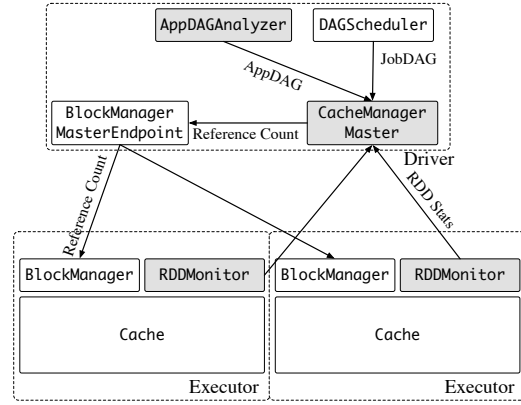 AppDAGAnalyzer
DAGScheduler
AppDAG
JobDAG
BlockManager
MasterEndpoint
Reference Count
CacheManager
Master
Driver
Reference Count
RDD Stats
BlockManager
RDDMonitor
BlockManager
RDDMonitor
Cache
Cache
Executor
Executor